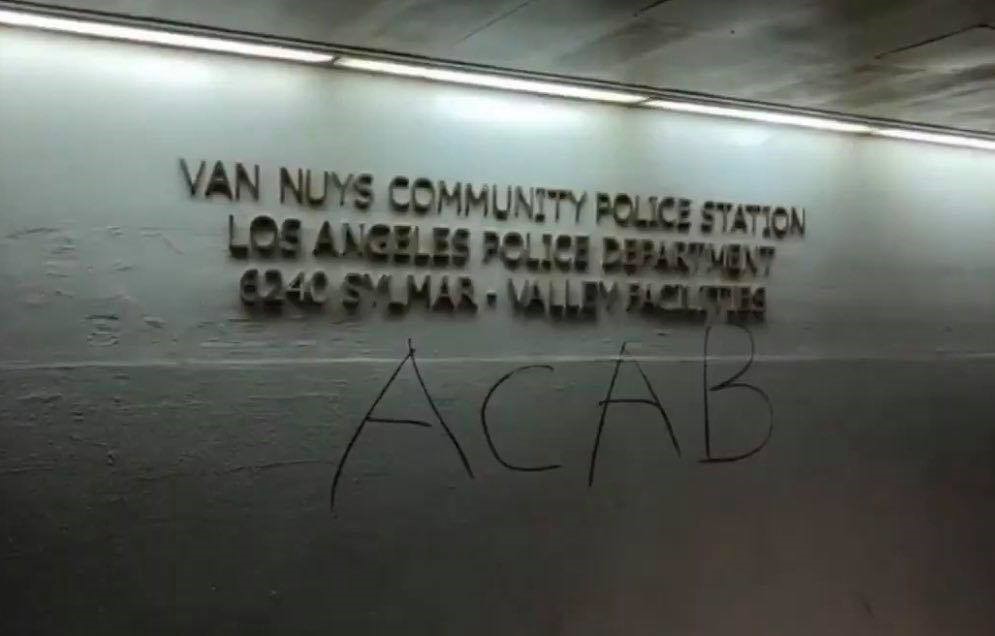 VAN NUYS COMMUNITY POLICE STATION
LOS ANGELES POLICE DEPARTMENT
6240 SYLMAR - VALLEY FACILITIES
ACAB